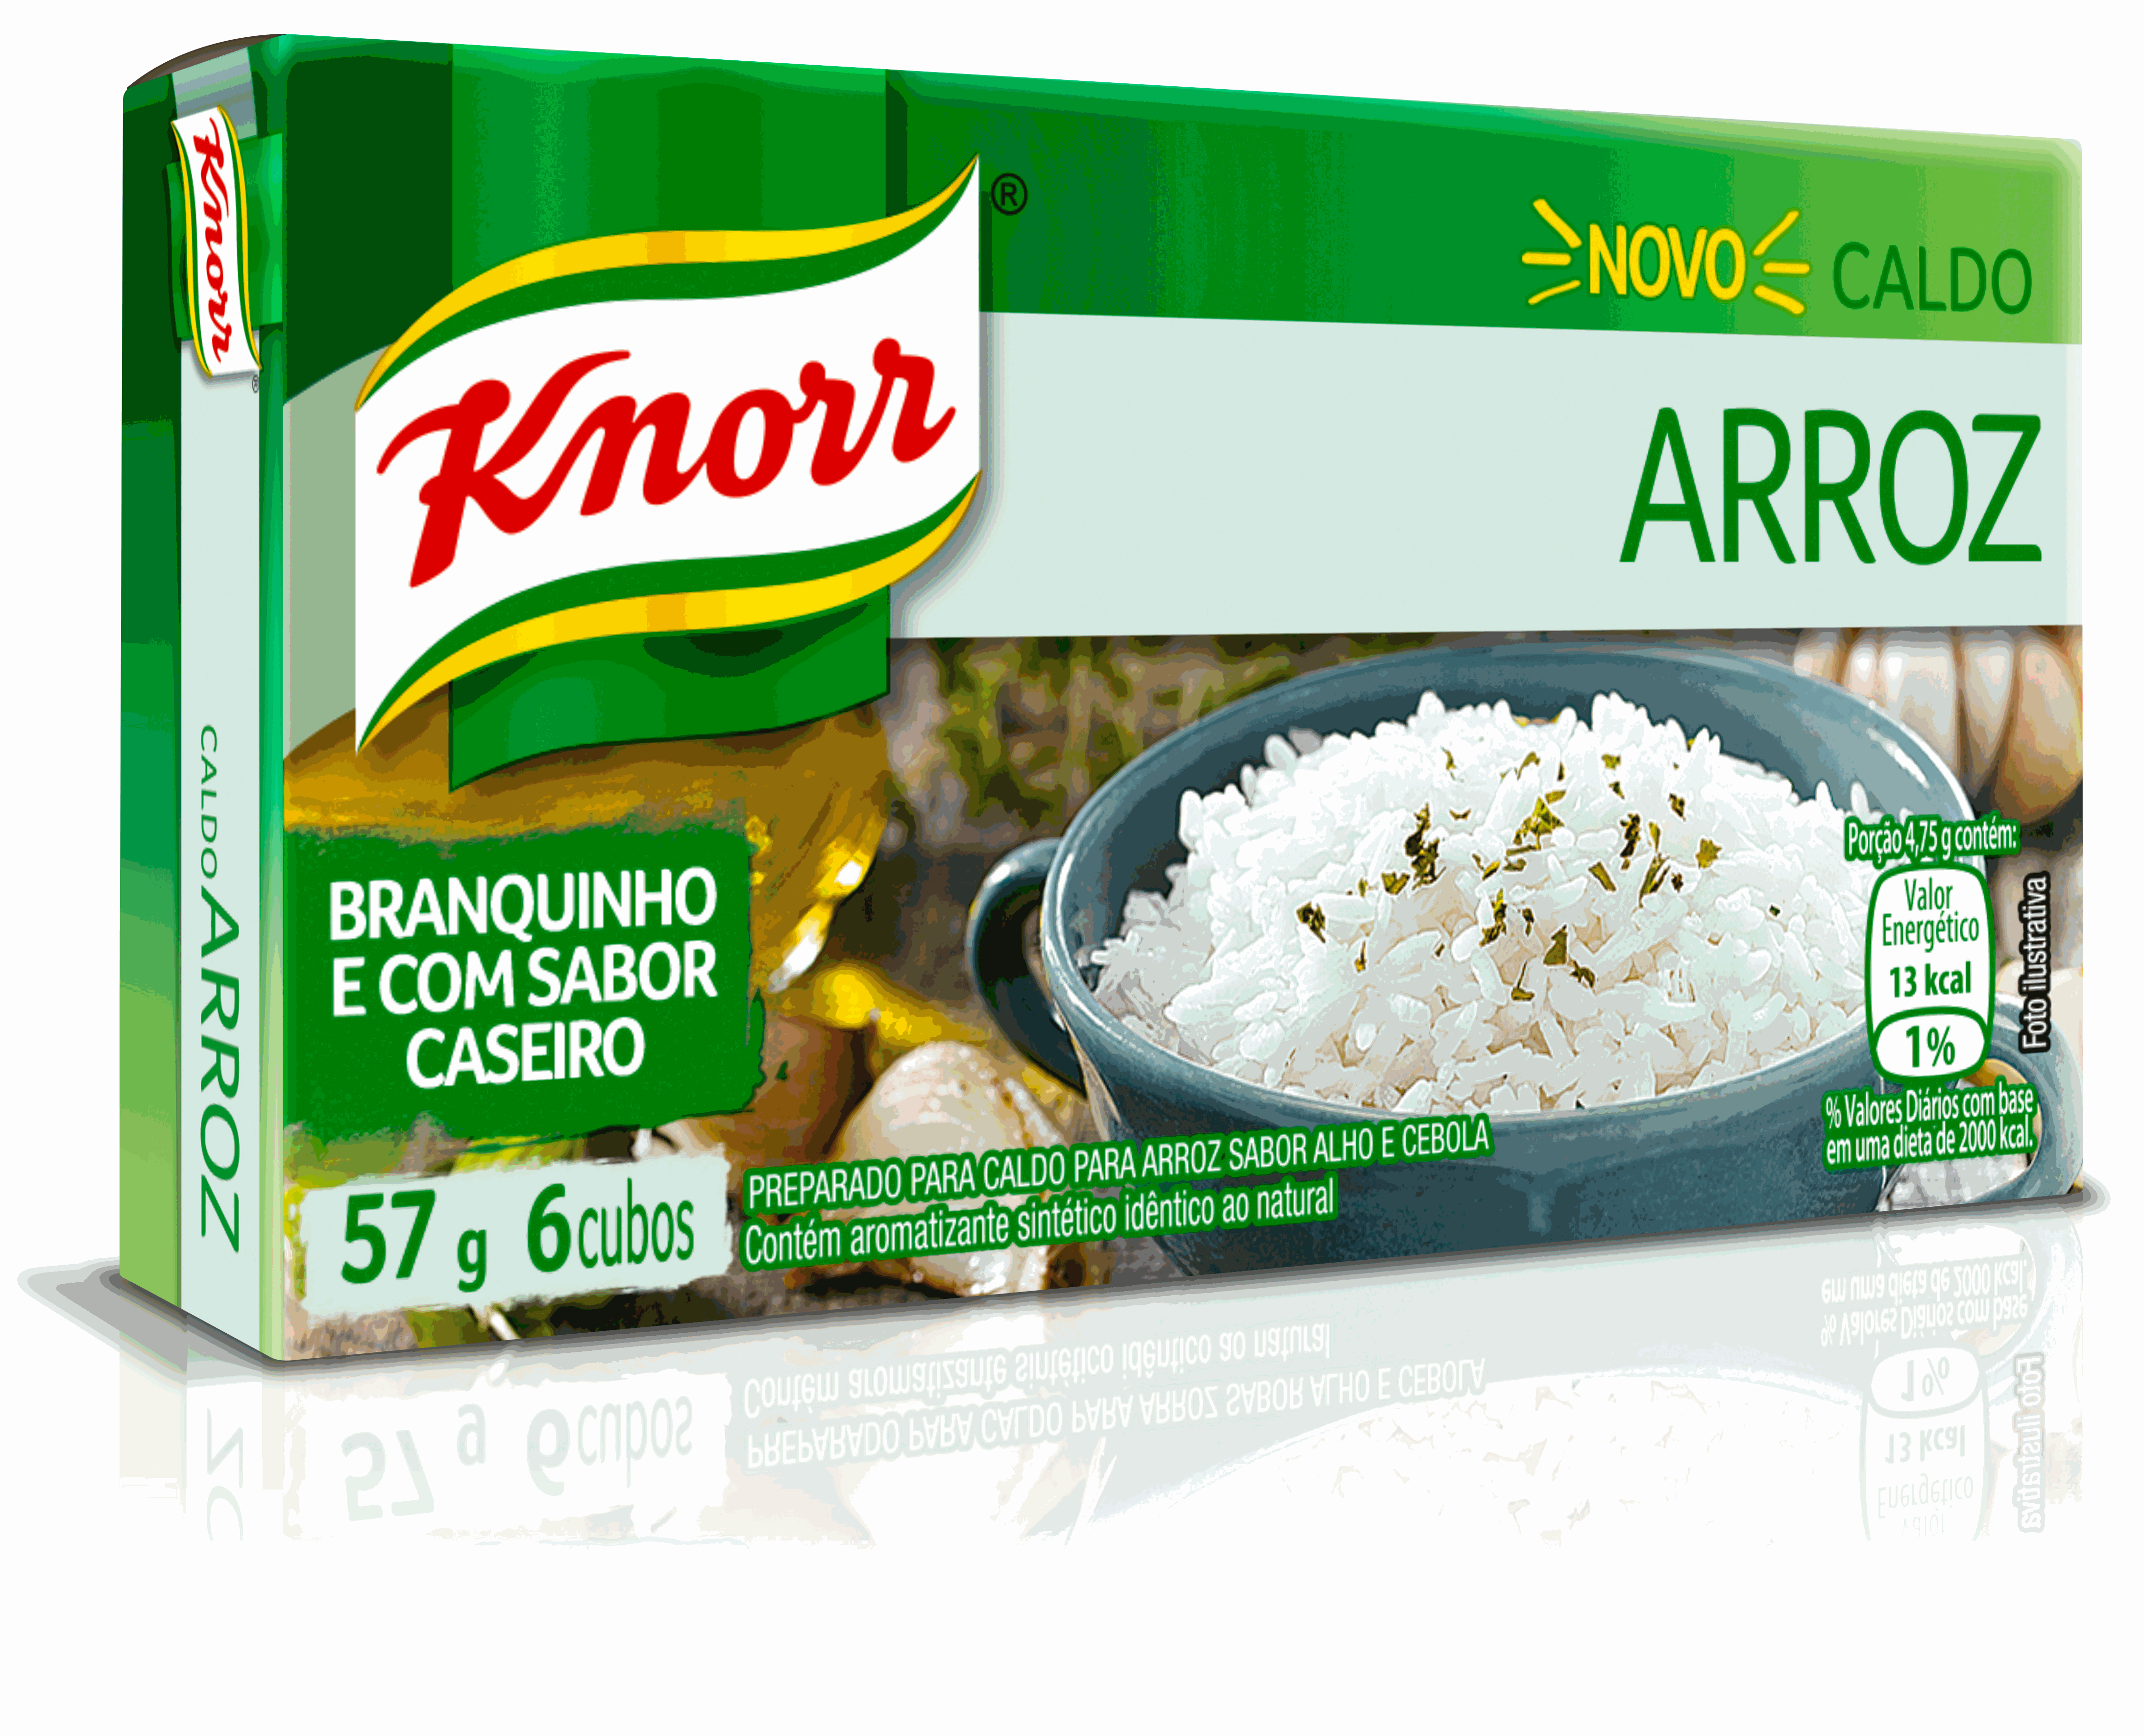 Knorr
®
Knorr
®
NOVO
CALDO
ARROZ
CALDO ARROZ
BRANQUINHO
E COM SABOR
CASEIRO
57 g 6 cubos
PREPARADO PARA CALDO PARA ARROZ SABOR ALHO E CEBOLA
Contém aromatizante sintético idêntico ao natural
Porção 4,75 g contém:
Valor
Energético
13 kcal
1%
% Valores Diários com base
em uma dieta de 2000 kcal.
Foto ilustrativa